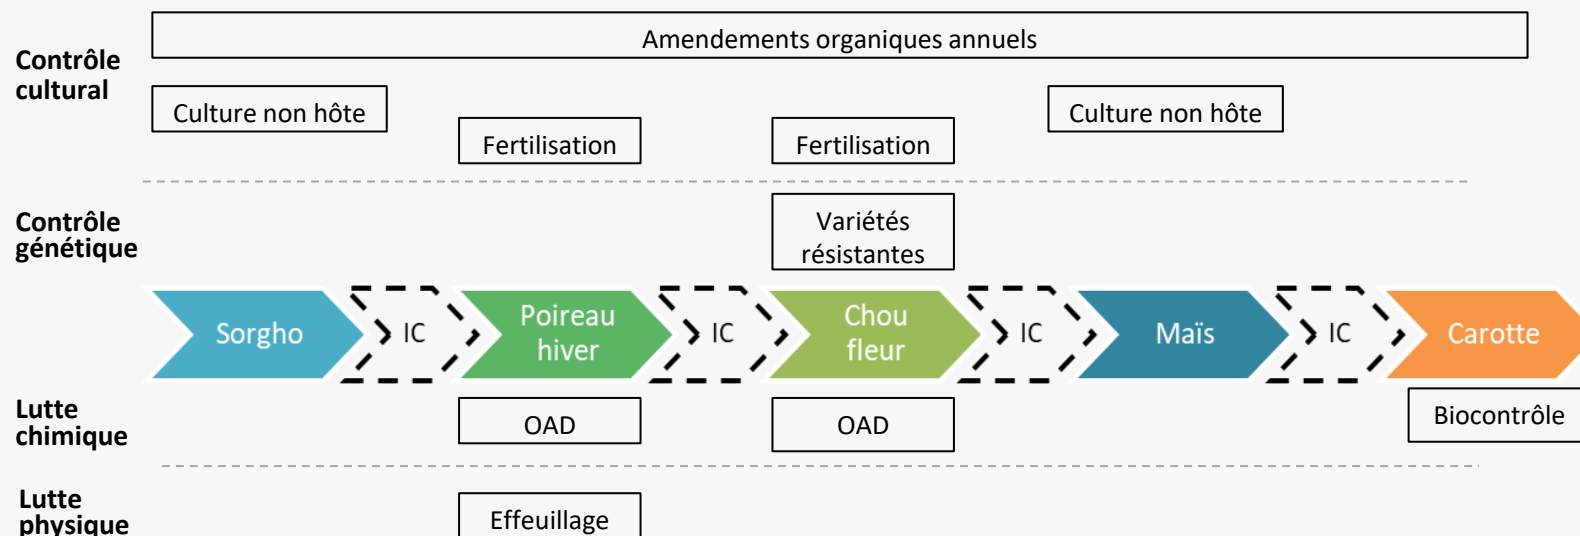 Contrôle
cultural
Amendements organiques annuels
Culture non hôte
Culture non hôte
Fertilisation
Fertilisation
Contrôle
génétique
Variétés
résistantes
Sorgho
IC
Poireau
hiver
IC
Chou
fleur
IC
Maïs
IC
Carotte
Lutte
chimique
OAD
OAD
Biocontrôle
Lutte
physique
Effeuillage